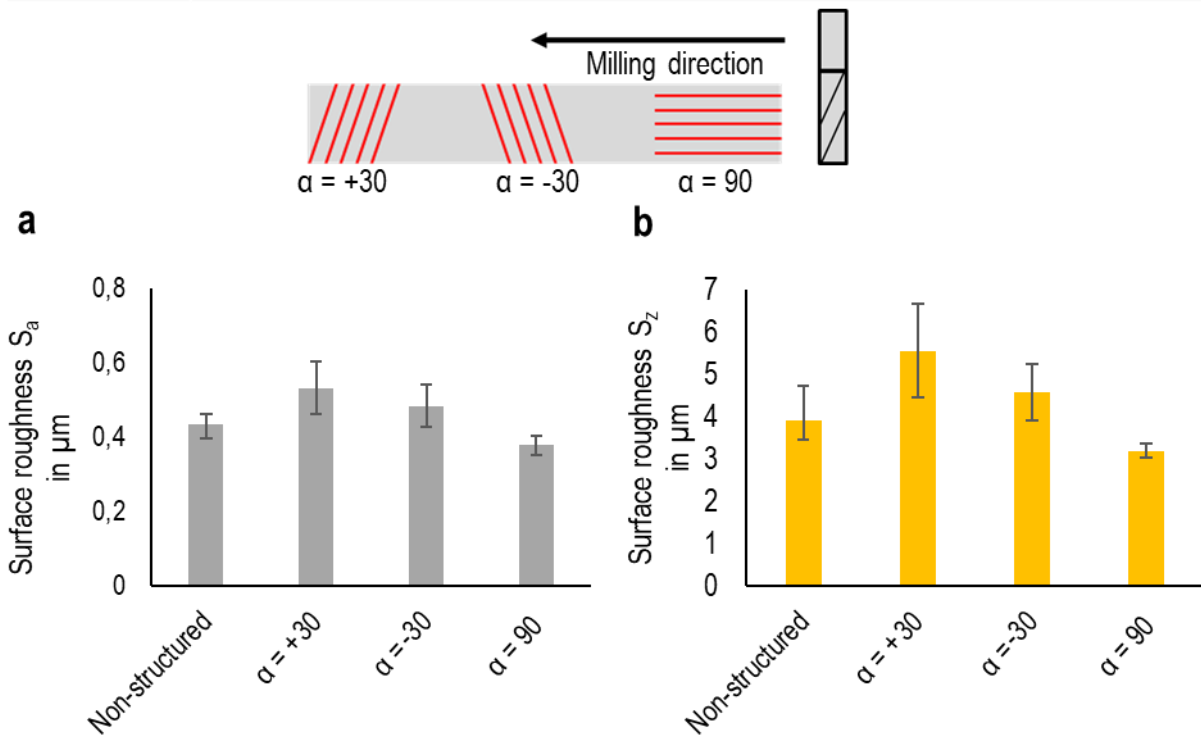 Milling direction
α = +30
α = -30
α = 90
a
Surface roughness Sa
in µm
0,8
0,6
0,4
0,2
0
Non-structured
α = +30
α =-30
α = 90
b
Surface roughness Sz
in µm
7
6
5
4
3
2
1
0
Non-structured
α = +30
α =-30
α = 90